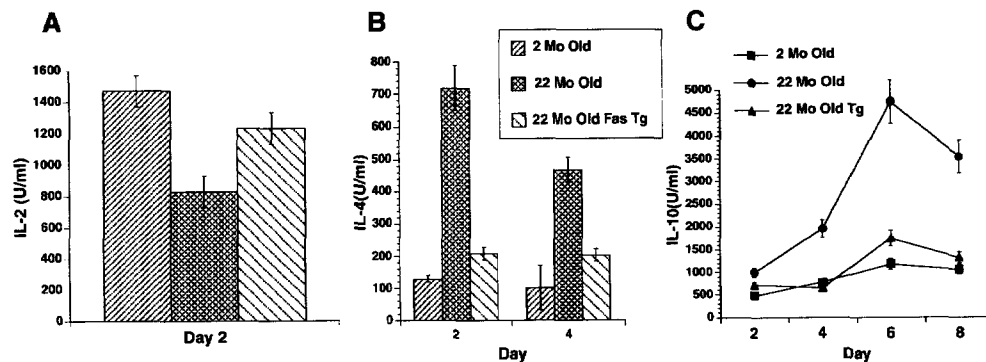 A
IL-2 (U/ml)
1600
1400
1200
1000
800
600
400
200
0
Day 2
B
IL-4(U/ml)
800
700
600
500
400
300
200
100
0
2
4
Day
2 Mo Old
22 Mo Old
22 Mo Old Fas Tg
C
2 Mo Old
22 Mo Old
22 Mo Old Tg
IL-10(U/ml)
5000
4500
4000
3500
3000
2500
2000
1500
1000
500
0
2
4
6
8
Day